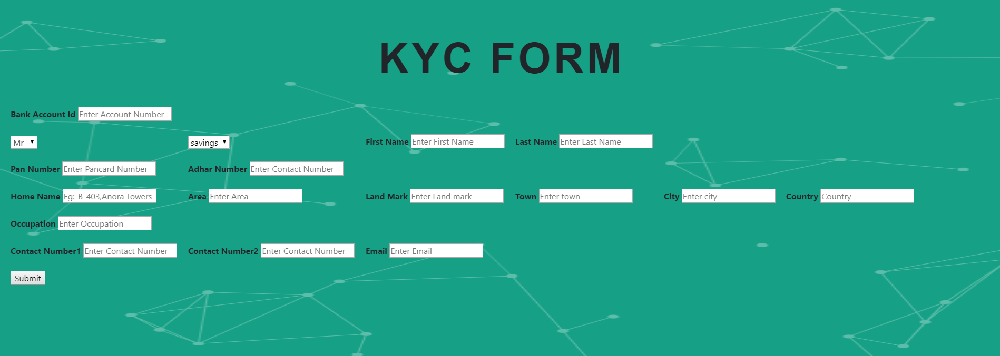 KYC FORM
Bank Account Id Enter Account Number
Mr savings First Name Enter First Name Last Name Enter Last Name
Pan Number Enter Pancard Number Adhar Number Enter Contact Number
Home Name Eg:-B-403,Anora Towers Area Enter Area Land Mark Enter Land mark Town Enter town City Enter city Country Country
Occupation Enter Occupation
Contact Number1 Enter Contact Number Contact Number2 Enter Contact Number Email Enter Email
Submit